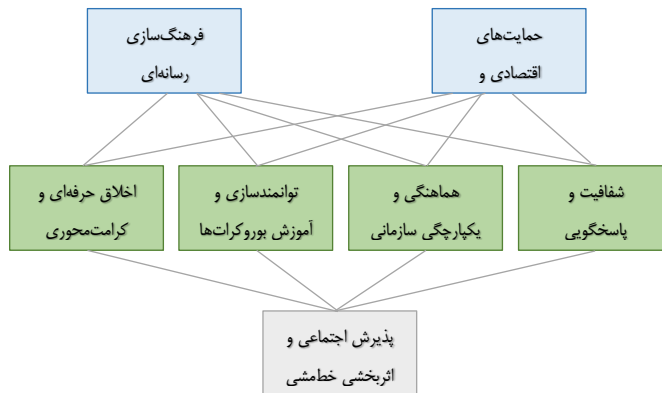 حمایت‌های
اقتصادی و
فرهنگ‌سازی
رسانه‌ای
شفافیت و
پاسخگویی
هماهنگی و
یکپارچگی سازمانی
توانمندسازی و
آموزش بوروکرات‌ها
اخلاق حرفه‌ای و
کرامت‌محوری
پذیرش اجتماعی و
اثربخشی خط‌مشی